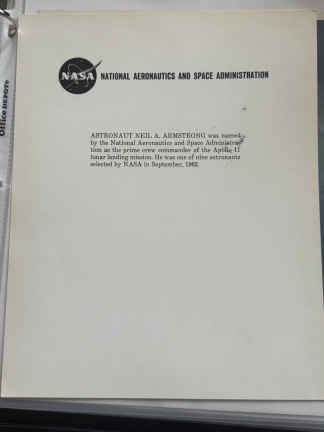 Office DEPOT
NASA NATIONAL AERONAUTICS AND SPACE ADMINISTRATION
ASTRONAUT NEIL A. ARMSTRONG was named
by the National Aeronautics and Space Administra-
tion as the prime crew commander of the Apollo 11
lunar landing mission. He was one of nine astronauts
selected by NASA in September, 1962.